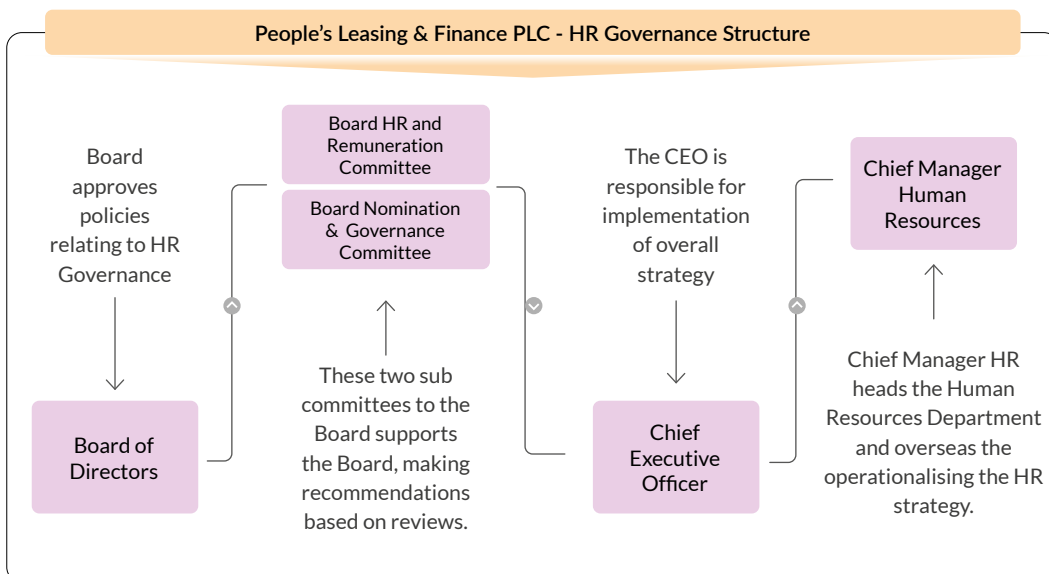 People’s Leasing & Finance PLC - HR Governance Structure
Board
approves
policies
relating to HR
Governance
Board of
Directors
Board HR and
Remuneration
Committee
Board Nomination
& Governance
Committee
These two sub
committees to the
Board supports
the Board, making
recommendations
based on reviews.
The CEO is
responsible for
implementation
of overall
strategy
Chief
Executive
Officer
Chief Manager
Human
Resources
Chief Manager HR
heads the Human
Resources Department
and overseas the
operationalising the HR
strategy.